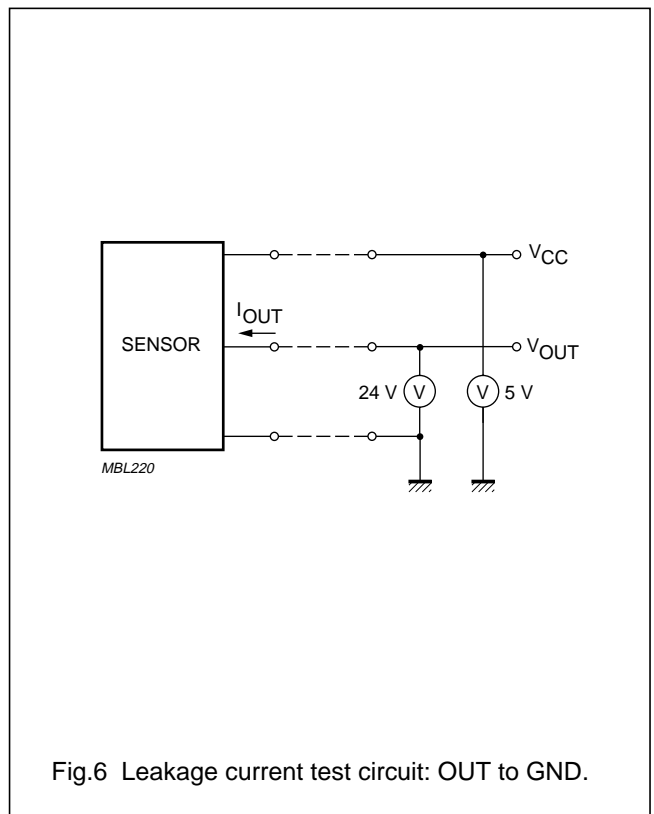 VCC
IOUT
SENSOR
VOUT
24 V V V 5 V
MBL220
Fig.6 Leakage current test circuit: OUT to GND.